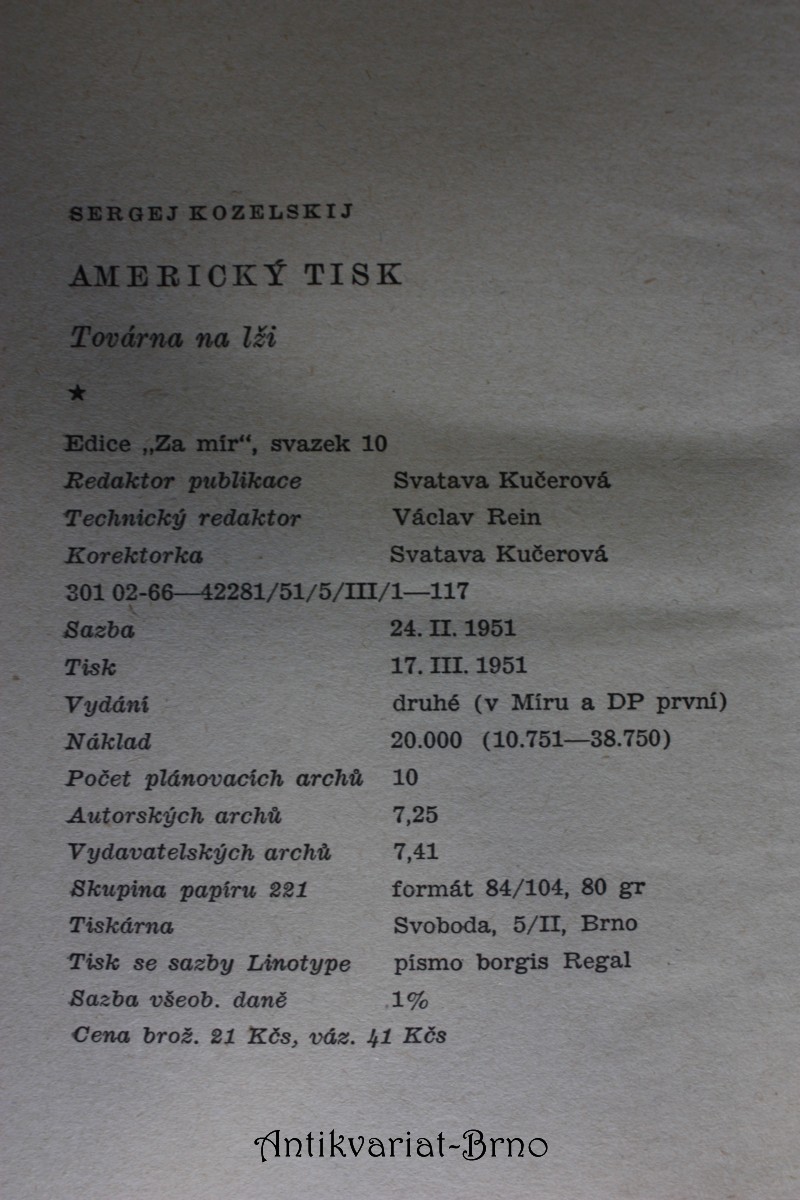 SERGEJ KOZELSKIJ
AMERICKÝ TISK
Továrna na lži
★
Edice „Za mír“, svazek 10
Redaktor publikace Svatava Kučerová
Technický redaktor Václav Rein
Korektorka Svatava Kučerová
301 02-66—42281/51/5/III/1—117
Sazba 24. II. 1951
Tisk 17. III. 1951
Vydání druhé (v Míru a DP první)
Náklad 20.000 (10.751—38.750)
Počet plánovacích archů 10
Autorských archů 7,25
Vydavatelských archů 7,41
Skupina papíru 221 formát 84/104, 80 gr
Tiskárna Svoboda, 5/II, Brno
Tisk se sazby Linotype písmo borgis Regal
Sazba všeob. daně 1%
Cena brož. 21 Kčs, váz. 41 Kčs
Antikvariat-Brno